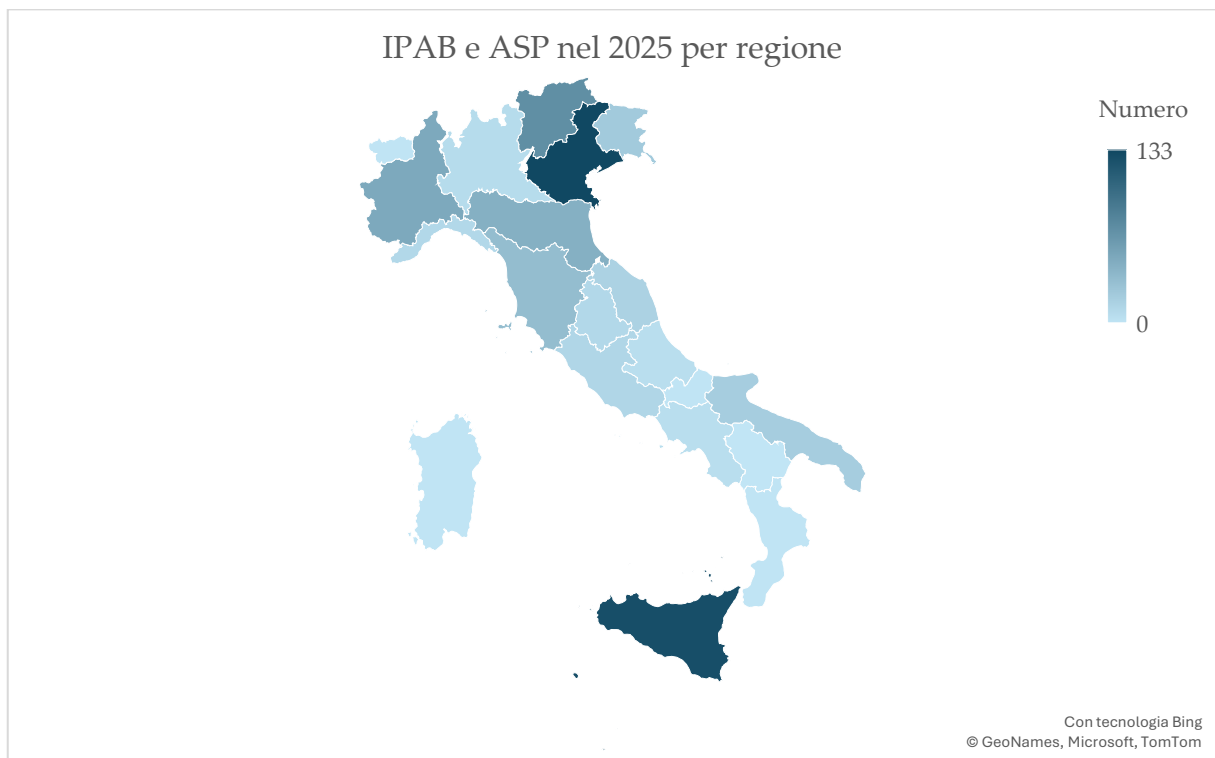 IPAB e ASP nel 2025 per regione
Numero
133
0
Con tecnologia Bing
© GeoNames, Microsoft, TomTom